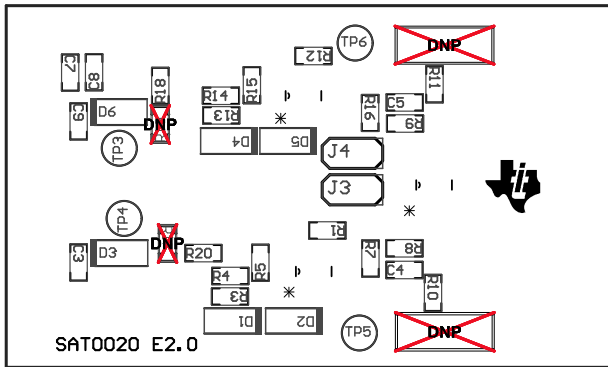 TP6
DNP
R12
C7
C8
R18
R14
R15
R11
C9
D6
DNP
R13
R16
C5
R9
TP3
D4
D5
J4
J3
TP4
R1
C3
D3
DNP
R20
R5
R7
R8
R4
C4
R3
R10
D1
D2
TP5
DNP
SAT0020 E2.0